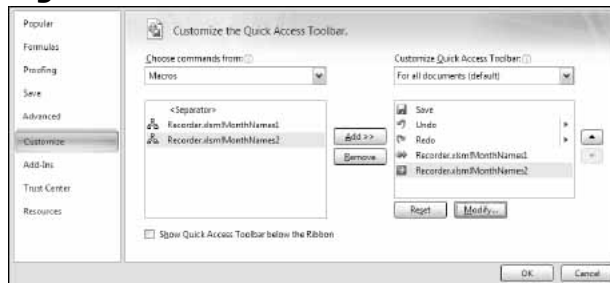 Popular
Formulas
Proofing
Save
Advanced
Customize
Add-Ins
Trust Center
Resources
Customize the Quick Access Toolbar.
Choose commands from:
Macros
<Separator>
Recorder.xlsm!MonthNames1
Recorder.xlsm!MonthNames2
Add >>
Remove
Customize Quick Access Toolbar:
For all documents (default)
Save
Undo
Redo
Recorder.xlsm!MonthNames1
Recorder.xlsm!MonthNames2
Reset
Modify...
Show Quick Access Toolbar below the Ribbon
OK
Cancel